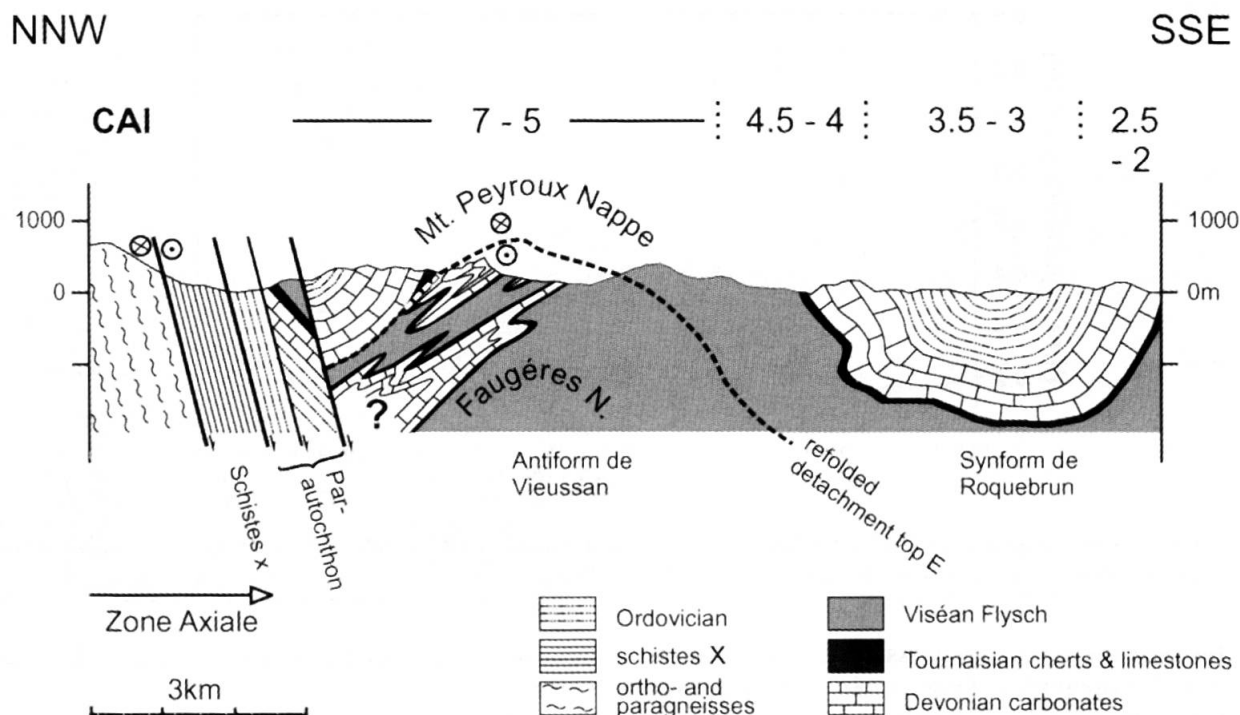 NNW
SSE
CAI
7 - 5
4.5 - 4
3.5 - 3
2.5
- 2
Mt. Peyroux Nappe
1000
0
1000
0m
?
Faugéres N.
Antiform de
Vieussan
refolded
detachment top E
Synform de
Roquebrun
Schistes x
Par-
autochthon
Zone Axiale
3km
Ordovician
schistes X
ortho- and
paragneisses
Viséan Flysch
Tournaisian cherts & limestones
Devonian carbonates